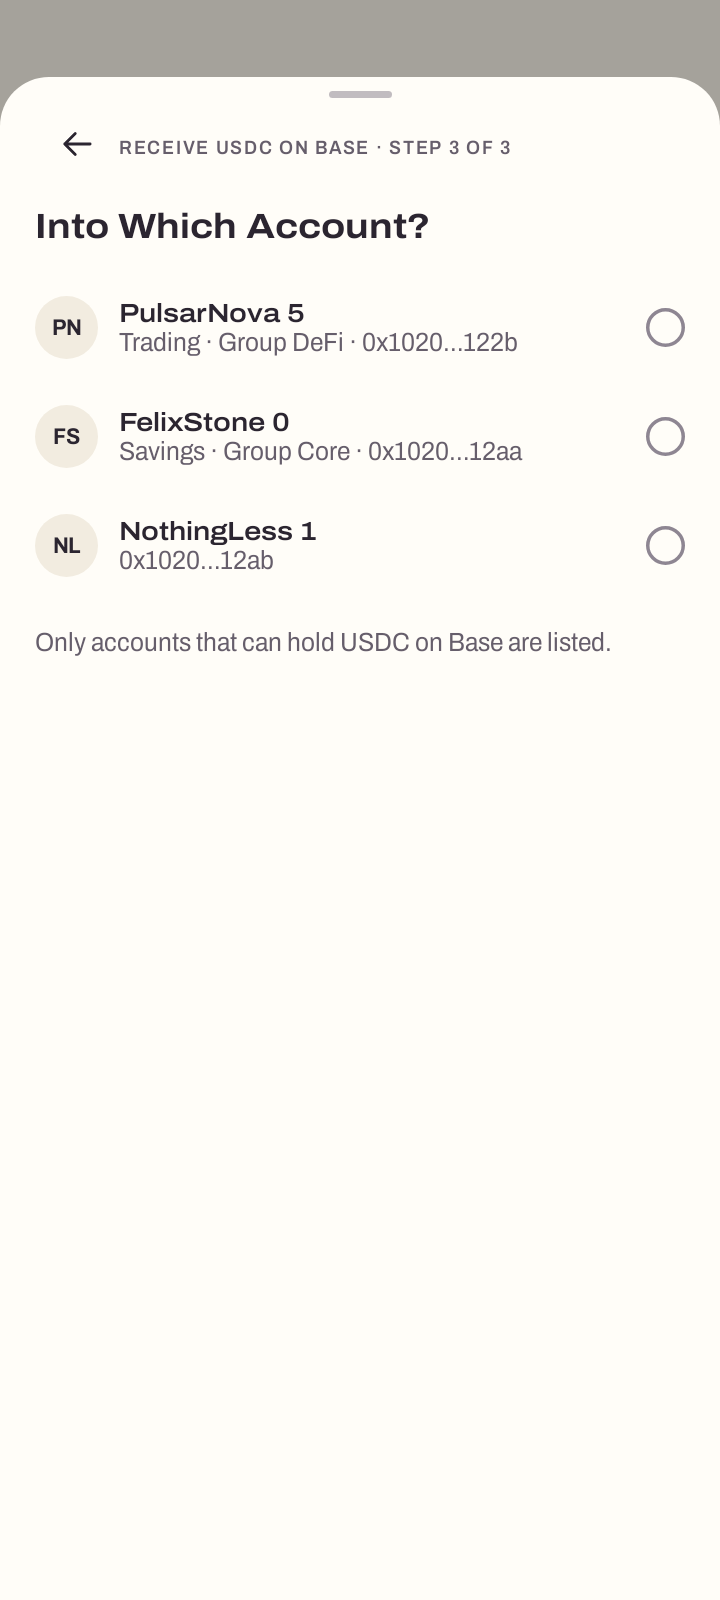 RECEIVE USDC ON BASE · STEP 3 OF 3
Into Which Account?
PN
PulsarNova 5
Trading · Group DeFi · 0x1020...122b
FS
FelixStone 0
Savings · Group Core · 0x1020...12aa
NL
NothingLess 1
0x1020...12ab
Only accounts that can hold USDC on Base are listed.